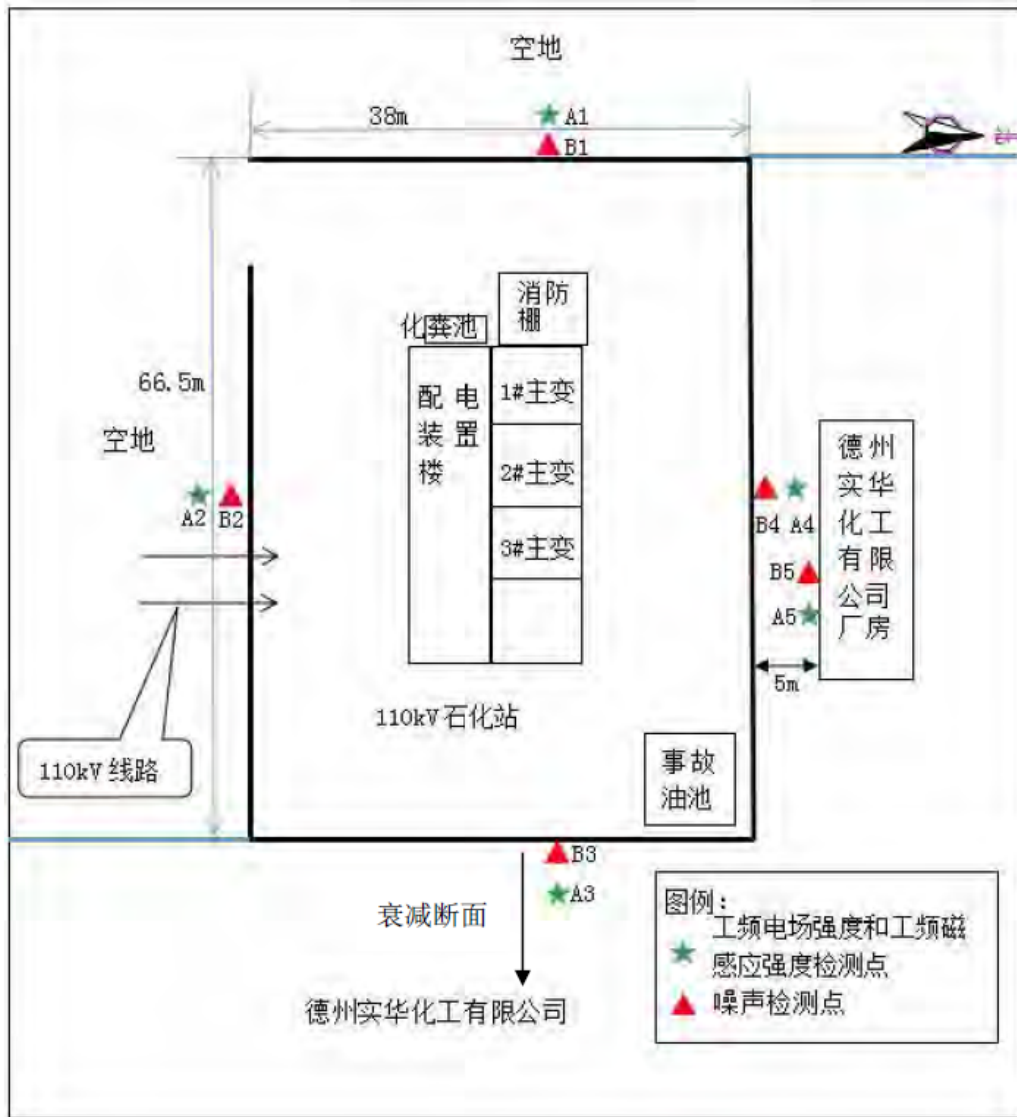 空地
38m
A1
B1
消防
棚
化粪池
66.5m
配电
装置
楼
1#主变
2#主变
3#主变
空地
A2 B2
B4 A4
B5
A5
5m
德州
实华
化工
有限
公司
厂房
110kV石化站
110kV线路
事故
油池
B3
A3
衰减断面
德州实华化工有限公司
图例：
工频电场强度和工频磁
感应强度检测点
噪声检测点